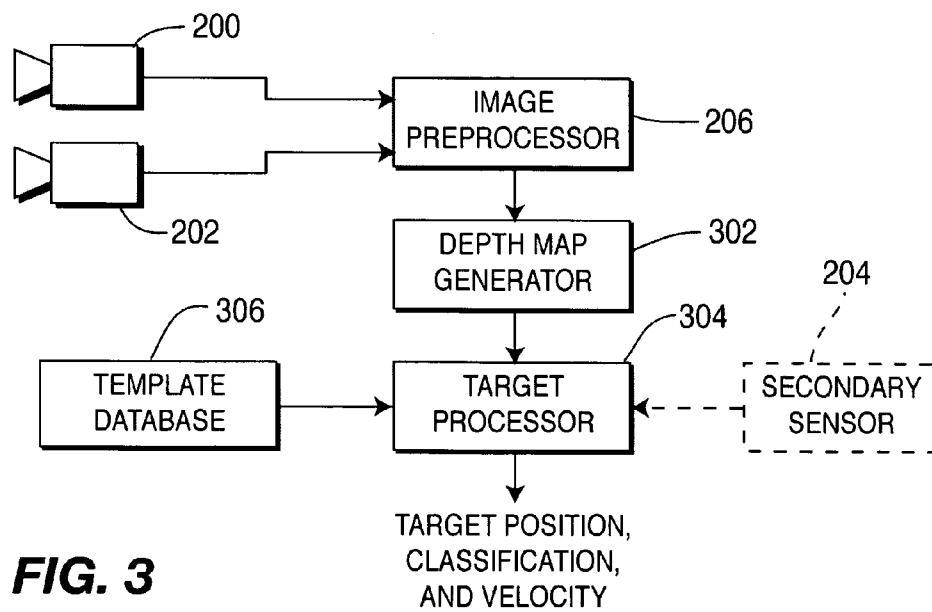 200
IMAGE
PREPROCESSOR
206
202
DEPTH MAP
GENERATOR
302
204
306
304
TEMPLATE
DATABASE
TARGET
PROCESSOR
SECONDARY
SENSOR
TARGET POSITION,
CLASSIFICATION,
AND VELOCITY
FIG. 3